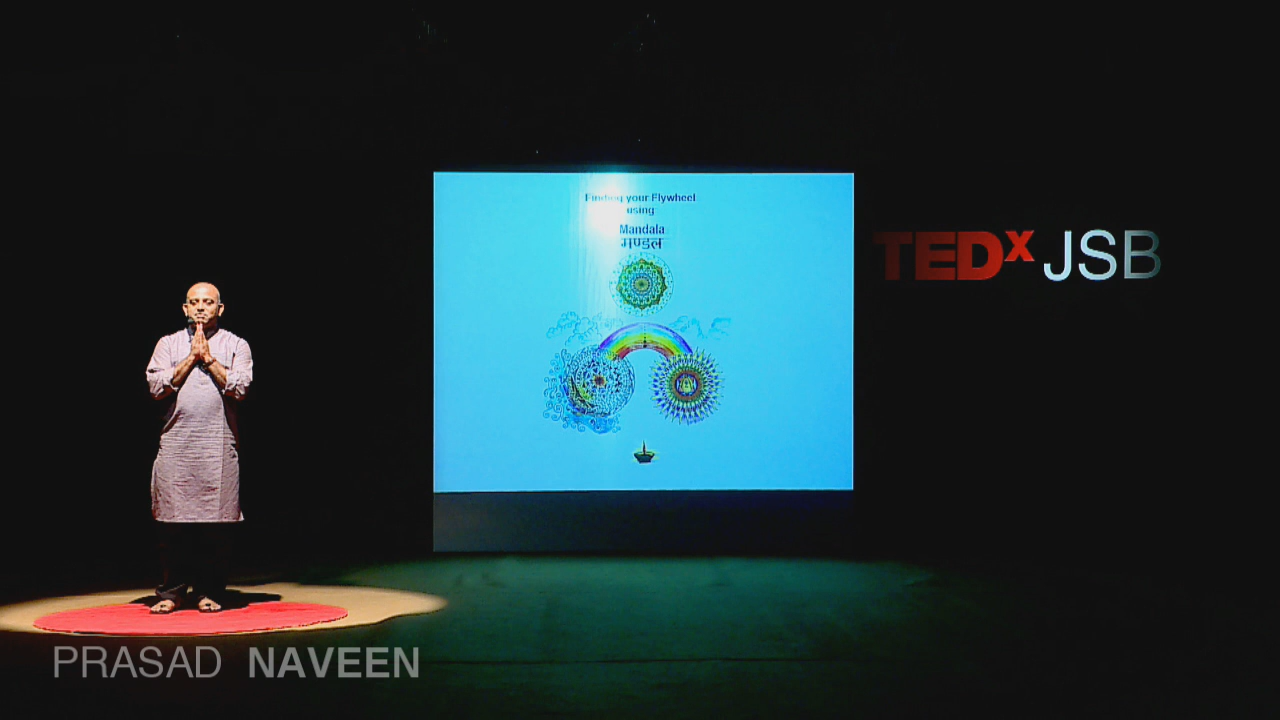 Finding your Flywheel
using
Mandala
मण्डल
TEDx JSB
PRASAD NAVEEN